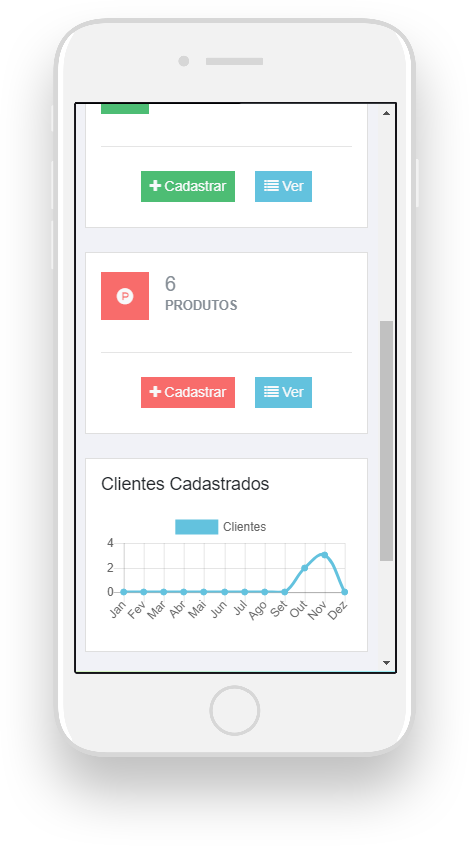 Cadastrar Ver
6
P
PRODUTOS
Cadastrar Ver
Clientes Cadastrados
Clientes
4
2
0
Jan Fev Mar Abr Mai Jun Jul Ago Set Out Nov Dez